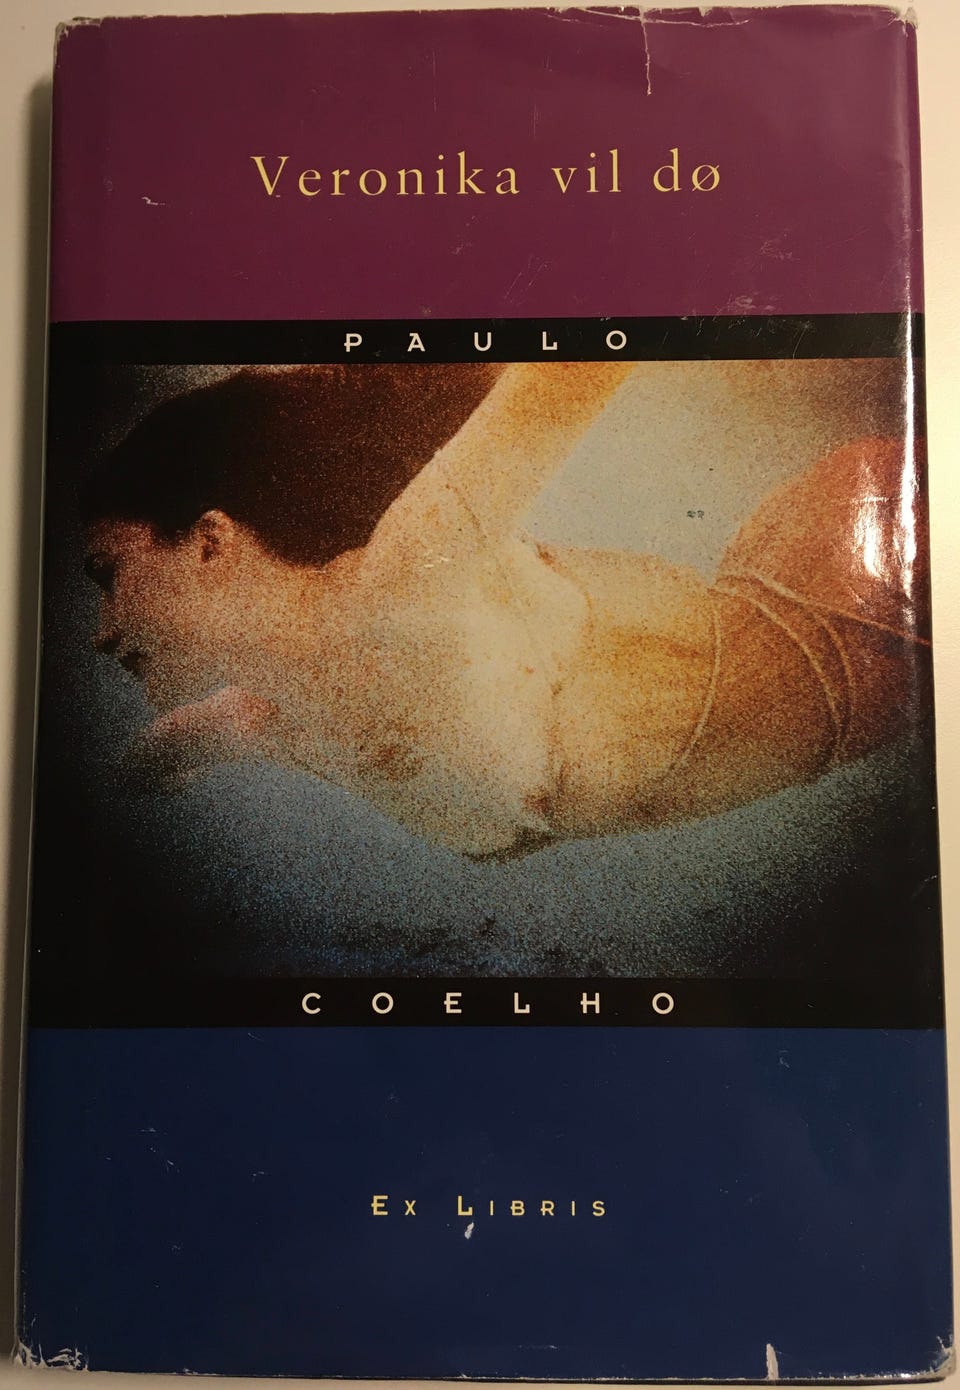 Veronika vil dø
PAULO
COELHO
EX LIBRIS